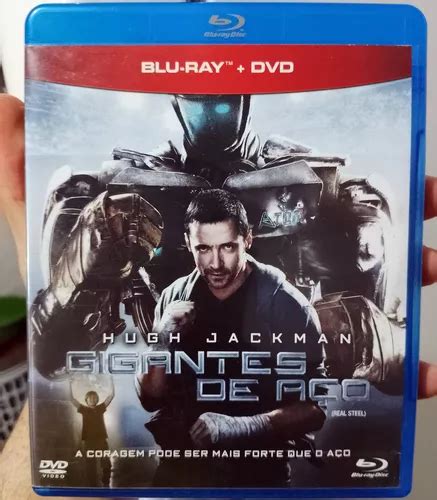 Blu-ray Disc
BLU-RAY™ + DVD
ATOM
HUGH JACKMAN
GIGANTES
DE AÇO
(REAL STEEL)
A CORAGEM PODE SER MAIS FORTE QUE O AÇO
DVD
VIDEO
Blu-ray Disc